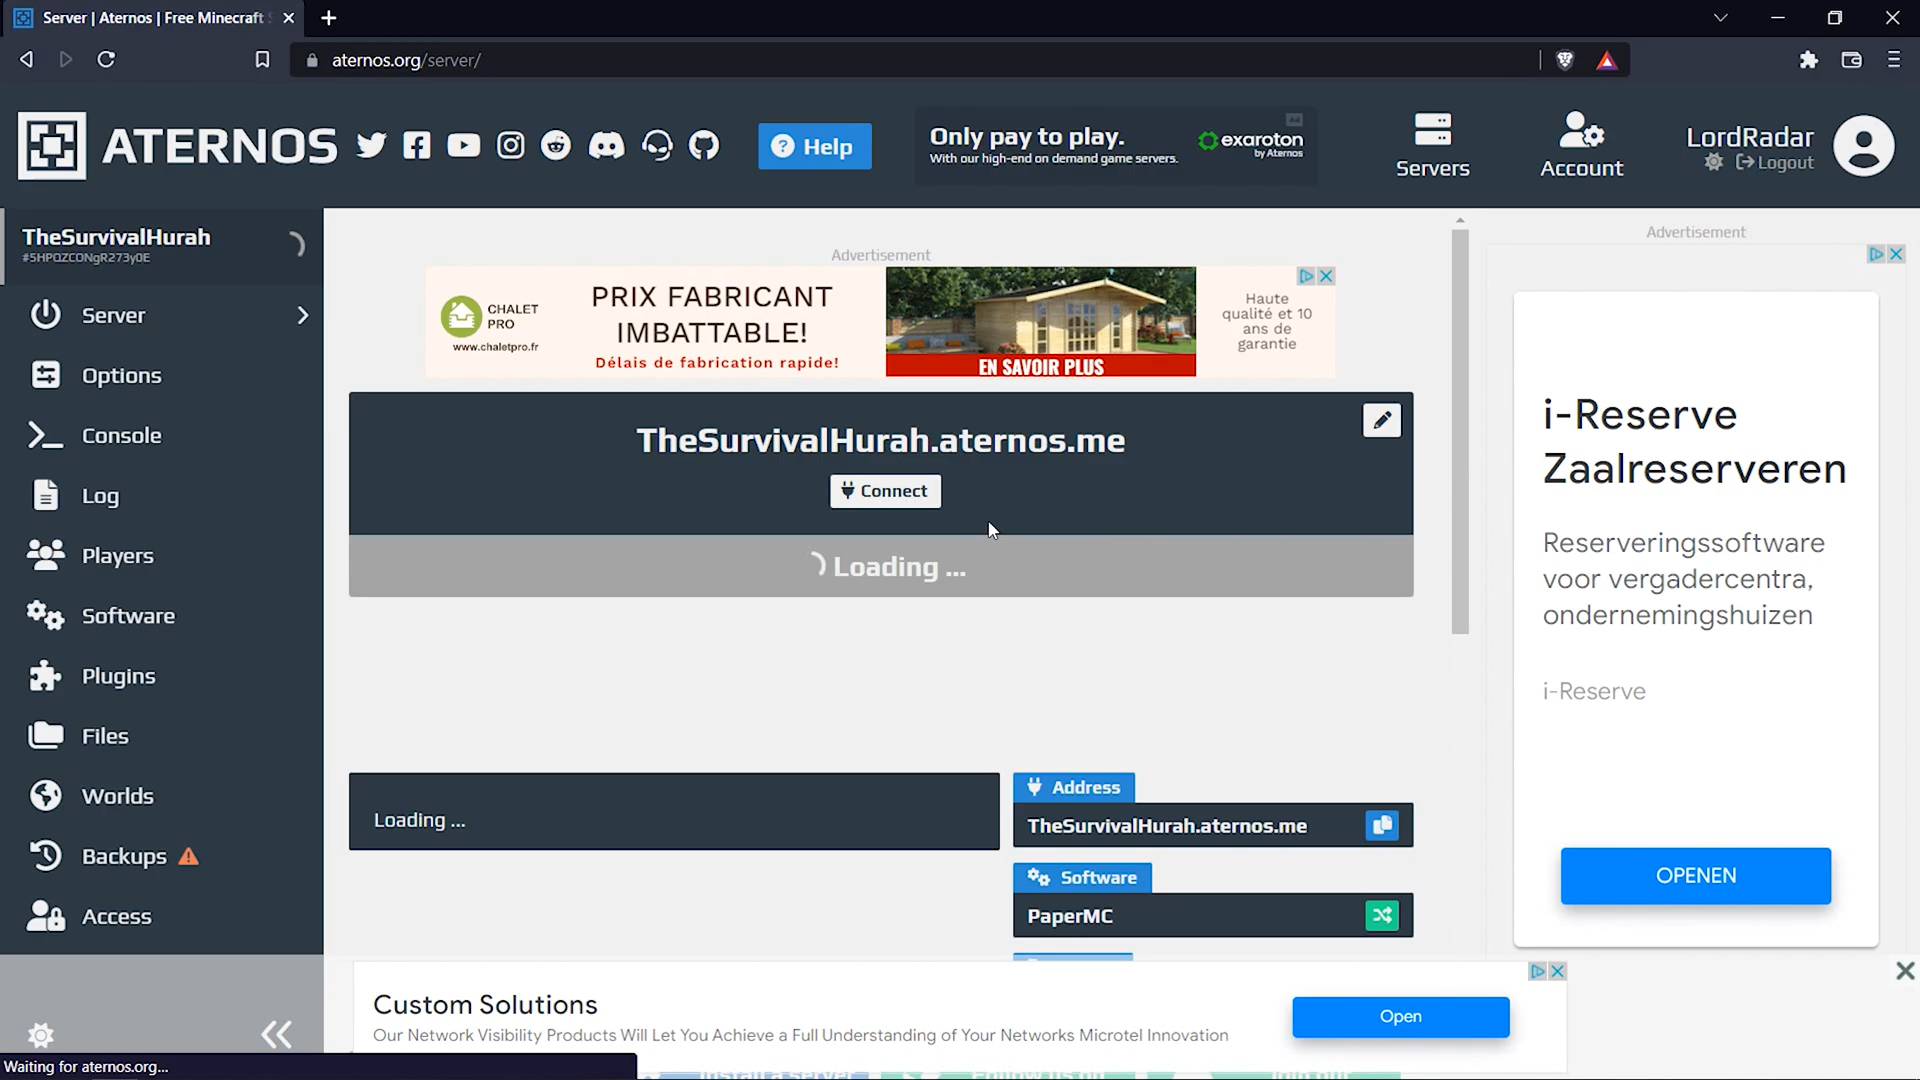 Server | Aternos | Free Minecraft S
aternos.org/server/
ATERNOS
Help
Only pay to play.
With our high-end on demand game servers.
exaroton
by Aternos
Servers
Account
LordRadar
Logout
TheSurvivalHurah
#5HPQZCONgR273y0E
Server
Options
Console
Log
Players
Software
Plugins
Files
Worlds
Backups
Access
Advertisement
CHALET
PRO
www.chaletpro.fr
PRIX FABRICANT
IMBATTABLE!
Délais de fabrication rapide!
EN SAVOIR PLUS
Haute
qualité et 10
ans de
garantie
TheSurvivalHurah.aternos.me
Connect
Loading ...
Loading ...
Address
TheSurvivalHurah.aternos.me
Software
PaperMC
Advertisement
i-Reserve
Zaalreserveren
Reserveringssoftware
voor vergadercentra,
ondernemingshuizen
i-Reserve
OPENEN
Custom Solutions
Our Network Visibility Products Will Let You Achieve a Full Understanding of Your Networks Microtel Innovation
Open
Waiting for aternos.org...